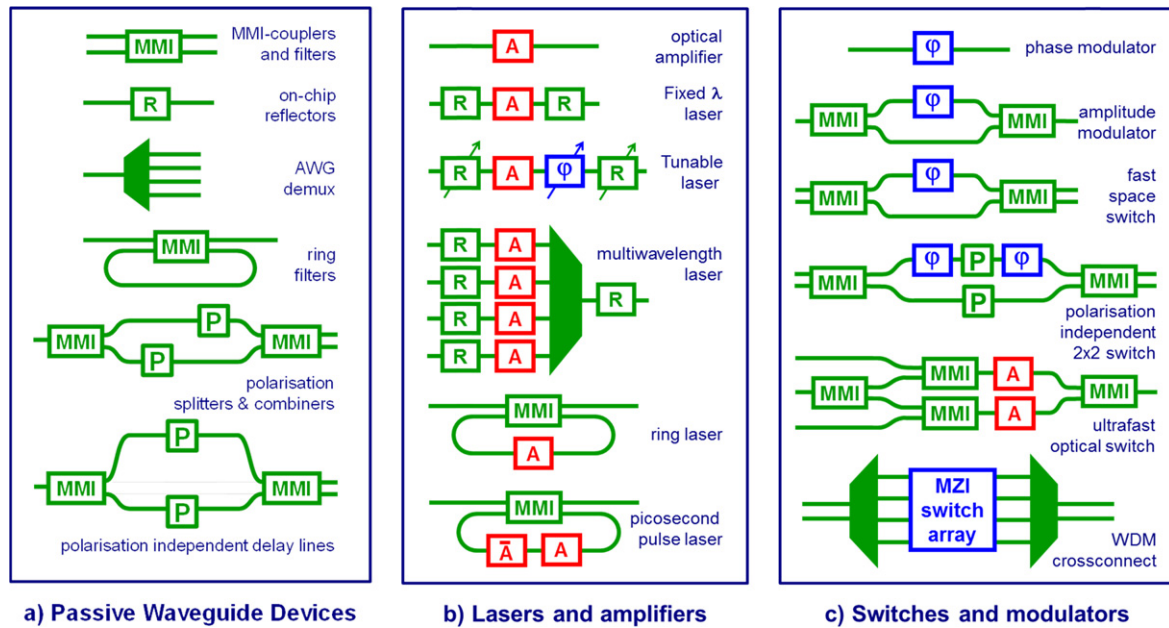 MMI
MMI-couplers
and filters
R
on-chip
reflectors
AWG
demux
MMI
ring
filters
MMI
P
P
MMI
polarisation
splitters & combiners
P
MMI
MMI
P
polarisation independent delay lines
a) Passive Waveguide Devices
A
optical
amplifier
R A R
Fixed λ
laser
R A φ R
Tunable
laser
R A
R A
R A
R A
R
multiwavelength
laser
MMI
A
ring laser
MMI
Ā A
picosecond
pulse laser
b) Lasers and amplifiers
φ
phase modulator
φ
MMI
MMI
amplitude
modulator
φ
MMI
MMI
fast
space
switch
φ P φ
MMI
MMI
P
polarisation
independent
2x2 switch
MMI A
MMI
MMI
MMI A
ultrafast
optical switch
MZI
switch
array
WDM
crossconnect
c) Switches and modulators